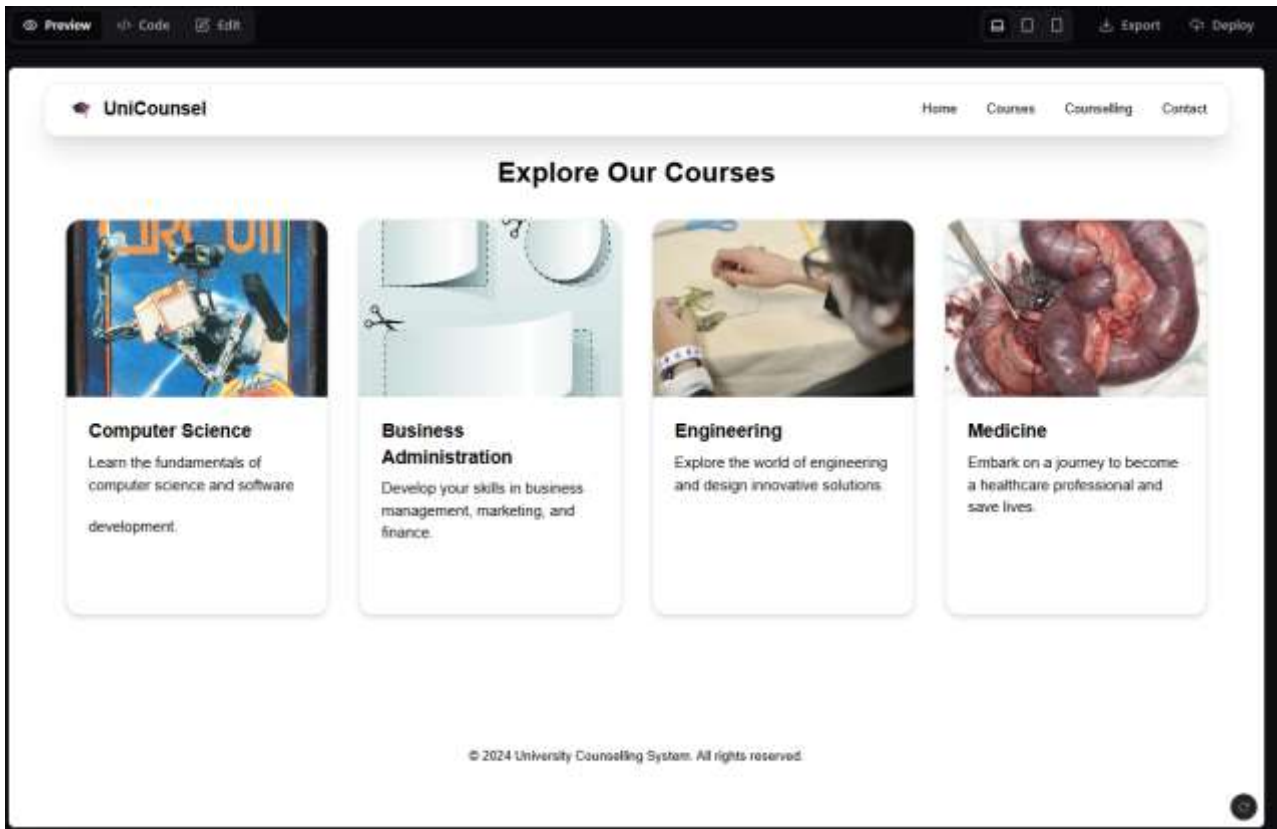 Preview
Code
Edit
Export
Deploy
UniCounsel
Home
Courses
Counselling
Contact
Explore Our Courses
Computer Science
Learn the fundamentals of
computer science and software
development.
Business
Administration
Develop your skills in business
management, marketing, and
finance.
Engineering
Explore the world of engineering
and design innovative solutions.
Medicine
Embark on a journey to become
a healthcare professional and
save lives.
© 2024 University Counselling System. All rights reserved.